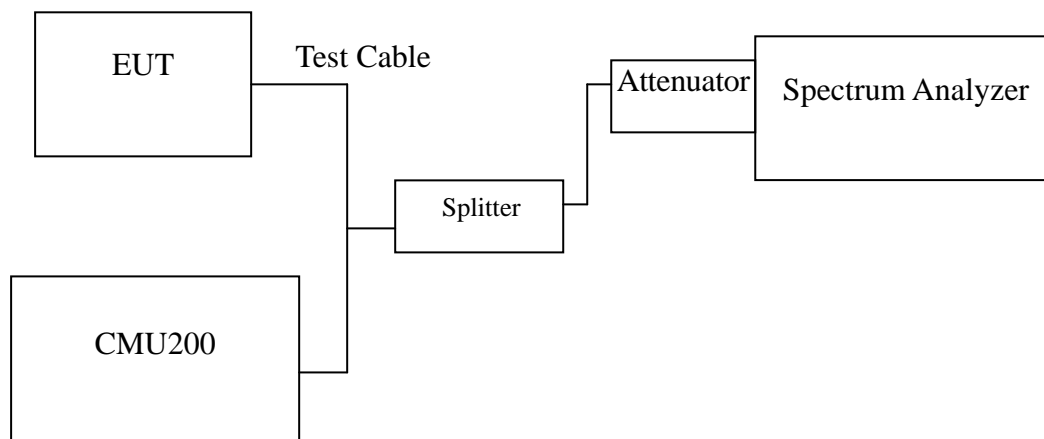 EUT
Test Cable
Attenuator
Spectrum Analyzer
Splitter
CMU200